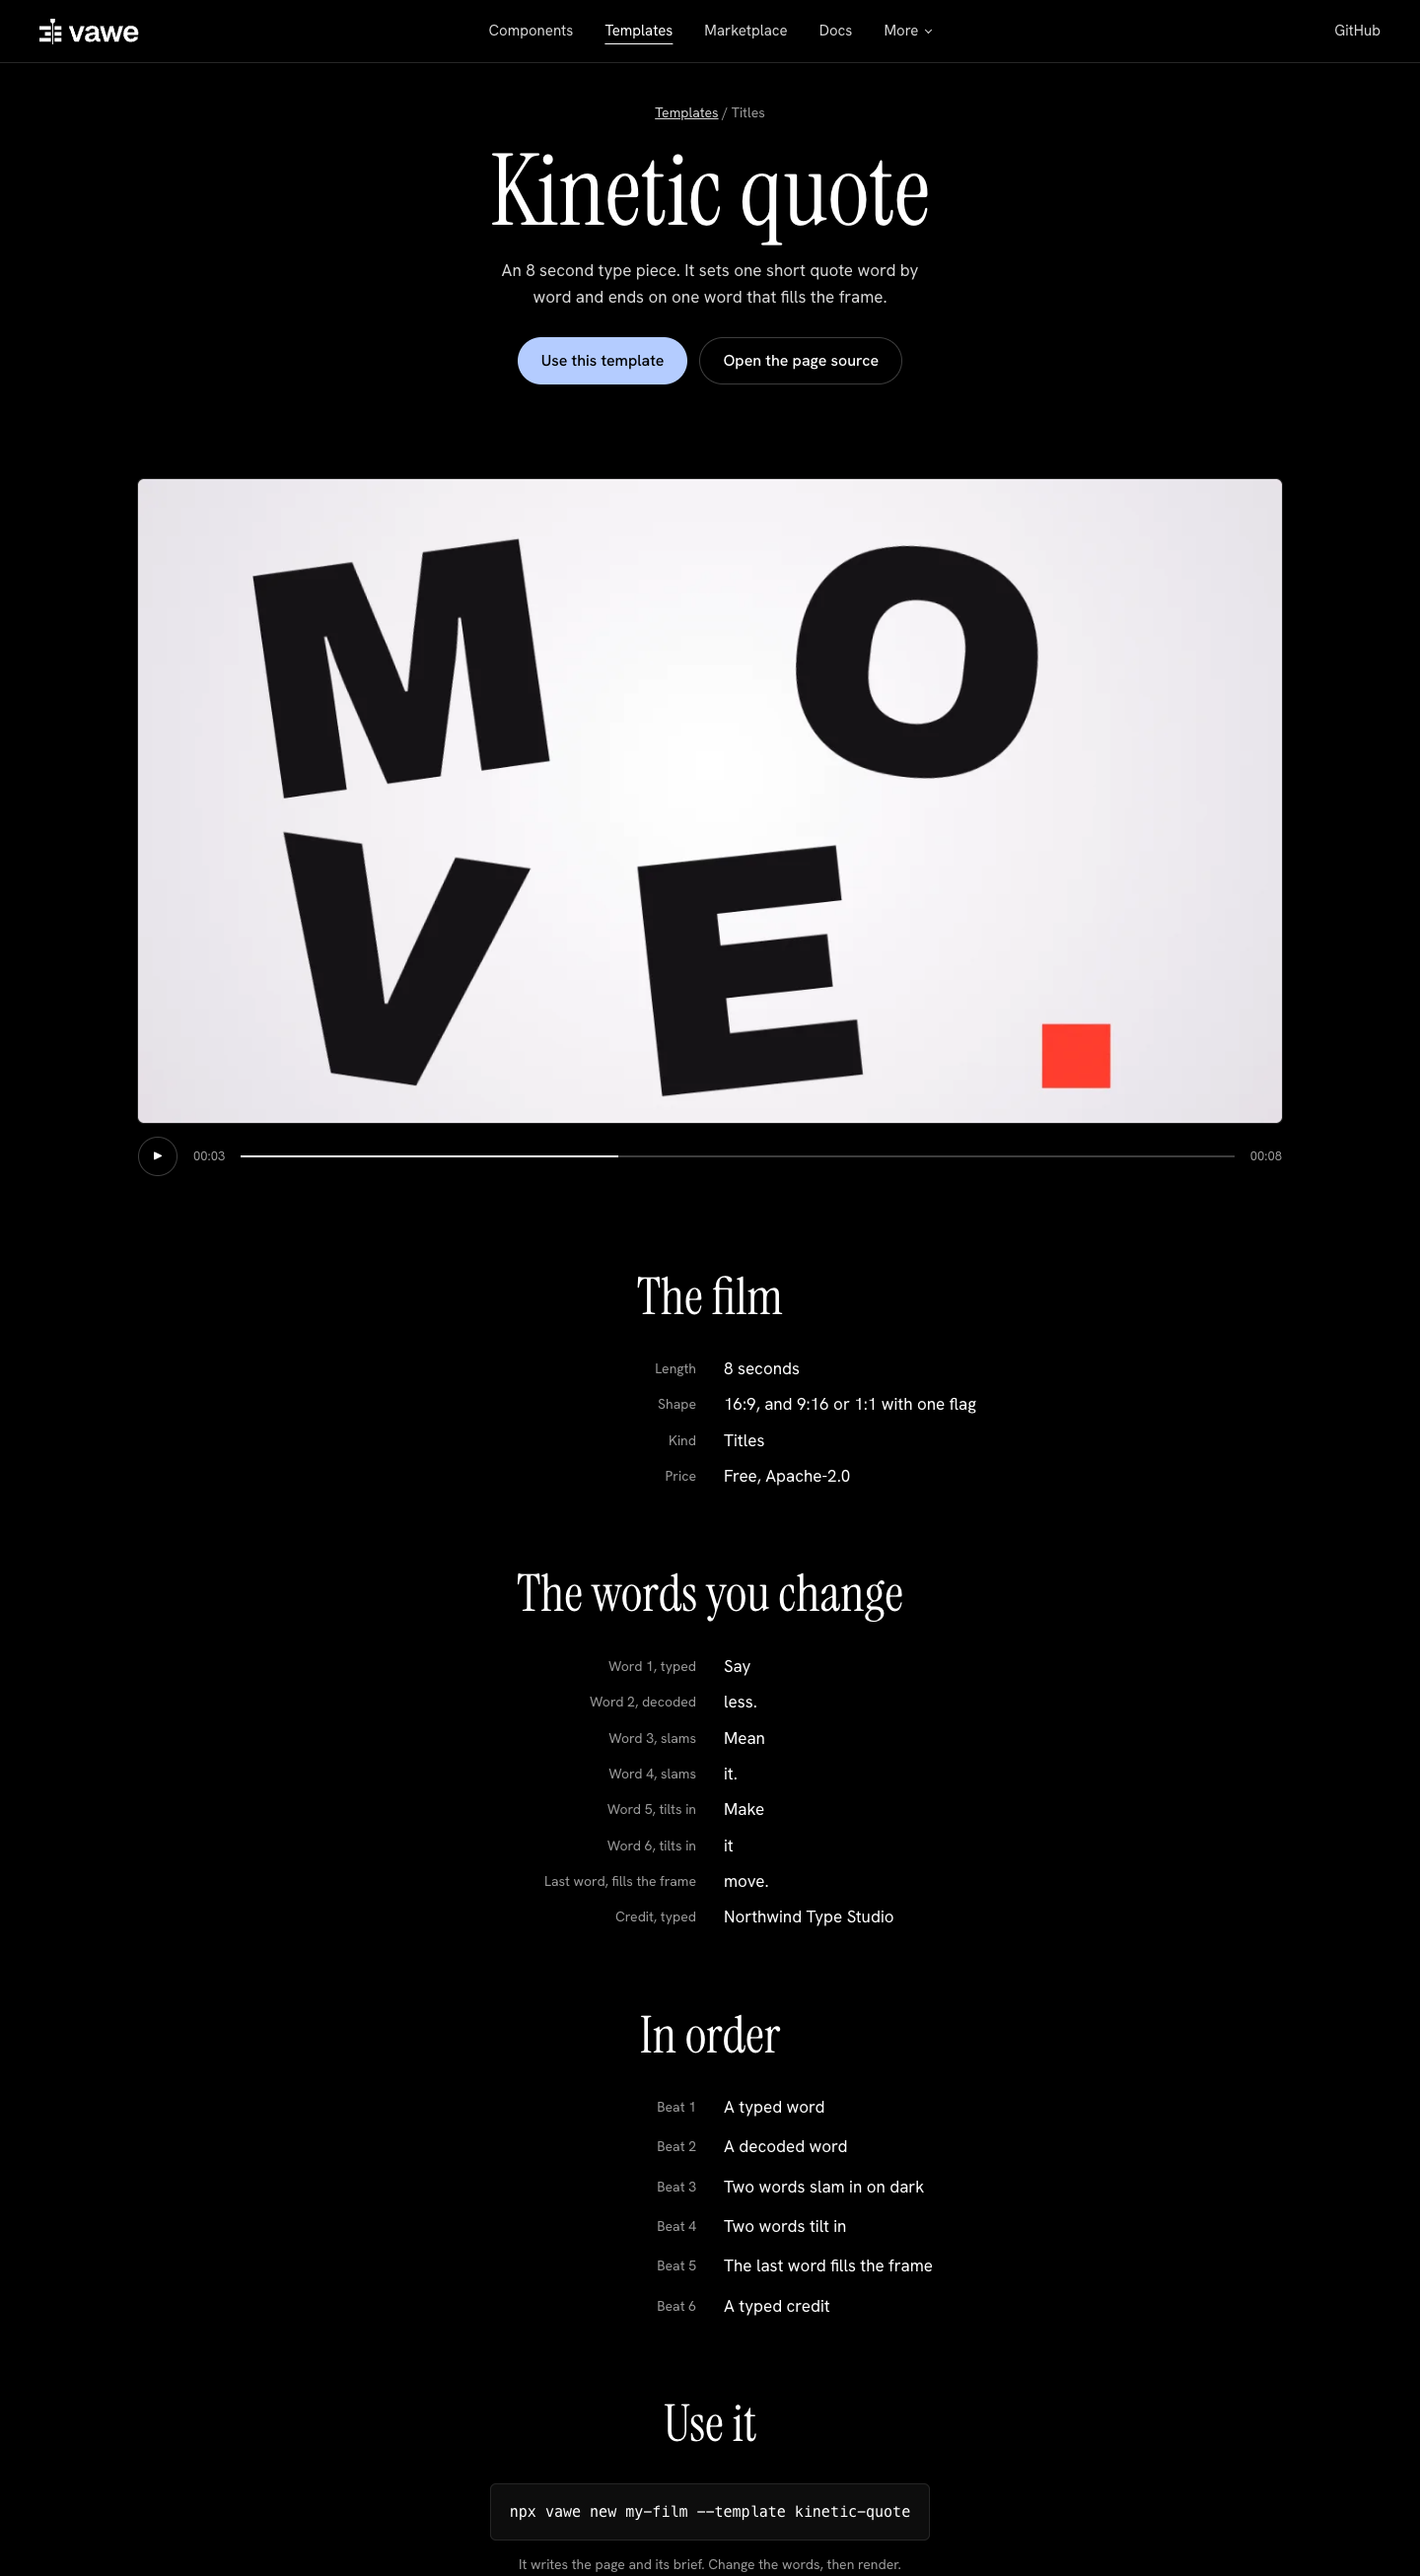 vawe
Components Templates Marketplace Docs More
GitHub
Templates / Titles
Kinetic quote
An 8 second type piece. It sets one short quote word by
word and ends on one word that fills the frame.
Use this template Open the page source
M O
V E
00:03 00:08
The film
Length 8 seconds
Shape 16:9, and 9:16 or 1:1 with one flag
Kind Titles
Price Free, Apache-2.0
The words you change
Word 1, typed Say
Word 2, decoded less.
Word 3, slams Mean
Word 4, slams it.
Word 5, tilts in Make
Word 6, tilts in it
Last word, fills the frame move.
Credit, typed Northwind Type Studio
In order
Beat 1 A typed word
Beat 2 A decoded word
Beat 3 Two words slam in on dark
Beat 4 Two words tilt in
Beat 5 The last word fills the frame
Beat 6 A typed credit
Use it
npx vawe new my-film --template kinetic-quote
It writes the page and its brief. Change the words, then render.